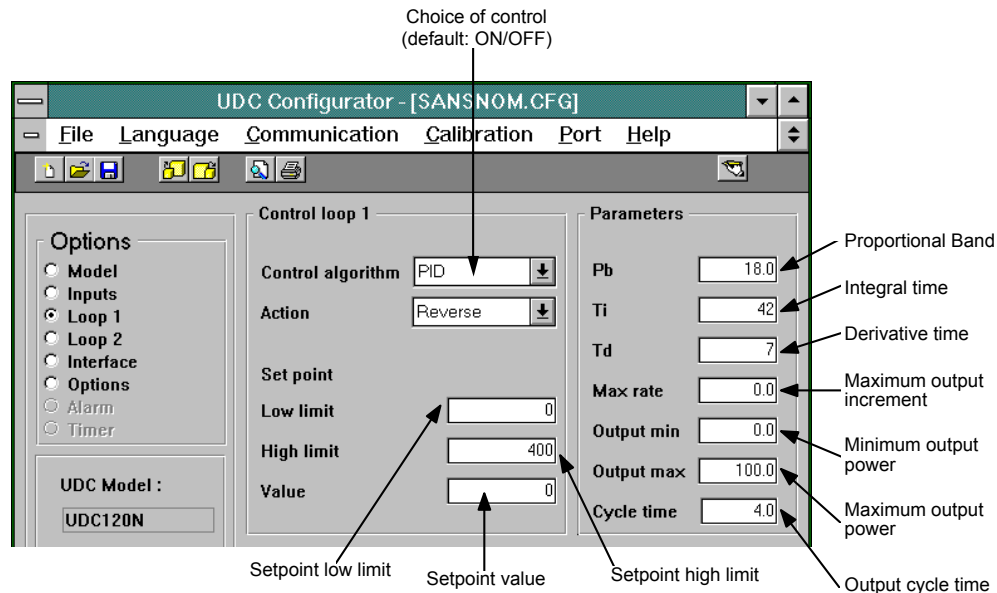 Choice of control
(default: ON/OFF)
UDC Configurator - [SANSNOM.CFG]
File Language Communication Calibration Port Help
Options
Model
Inputs
Loop 1
Loop 2
Interface
Options
Alarm
Timer
UDC Model :
UDC120N
Control loop 1
Control algorithm PID
Action Reverse
Set point
Low limit 0
High limit 400
Value 0
Parameters
Pb 18.0
Ti 42
Td 7
Max rate 0.0
Output min 0.0
Output max 100.0
Cycle time 4.0
Proportional Band
Integral time
Derivative time
Maximum output
increment
Minimum output
power
Maximum output
power
Output cycle time
Setpoint low limit
Setpoint value
Setpoint high limit